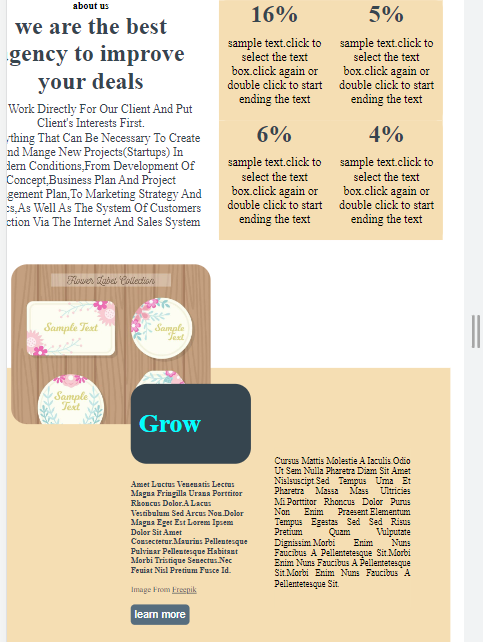 about us
we are the best
gency to improve
your deals
Work Directly For Our Client And Put
Client's Interests First.
ything That Can Be Necessary To Create
nd Mange New Projects(Startups) In
dern Conditions,From Development Of
Concept,Business Plan And Project
gement Plan,To Marketing Strategy And
cs,As Well As The System Of Customers
ction Via The Internet And Sales System
16%
sample text.click to
select the text
box.click again or
double click to start
ending the text
5%
sample text.click to
select the text
box.click again or
double click to start
ending the text
6%
sample text.click to
select the text
box.click again or
double click to start
ending the text
4%
sample text.click to
select the text
box.click again or
double click to start
ending the text
Flower Label Collection
Sample Text
Sample
Text
Sample
Text
Grow
Amet Luctus Venenatis Lectus
Magna Fringilla Urana Porttitor
Rhoncus Dolor.A Lacus
Vestibulum Sed Arcus Non.Dolor
Magna Eget Est Lorem Ipsem
Dolor Sit Amet
Consectetur.Maurins Pellentesque
Pulvinar Pellentesque Habitant
Morbi Tristique Senectus.Nec
Feuiat Nisl Pretium Fusce Id.
Image From Freepik
learn more
Cursus Mattis Molestie A Iaculis.Odio
Ut Sem Nulla Pharetra Diam Sit Amet
Nislsuscipt.Sed Tempus Urna Et
Pharetra Massa Mass Ultricies
Mi.Porttitor Rhoncus Dolor Purus
Non Enim Praesent.Elementum
Tempus Egestas Sed Sed Risus
Pretium Quam Vulputate
Dignissim.Morbi Enim Nuns
Faucibus A Pellentetesque Sit.Morbi
Enim Nuns Faucibus A Pellentetesque
Sit.Morbi Enim Nuns Faucibus A
Pellentetesque Sit.